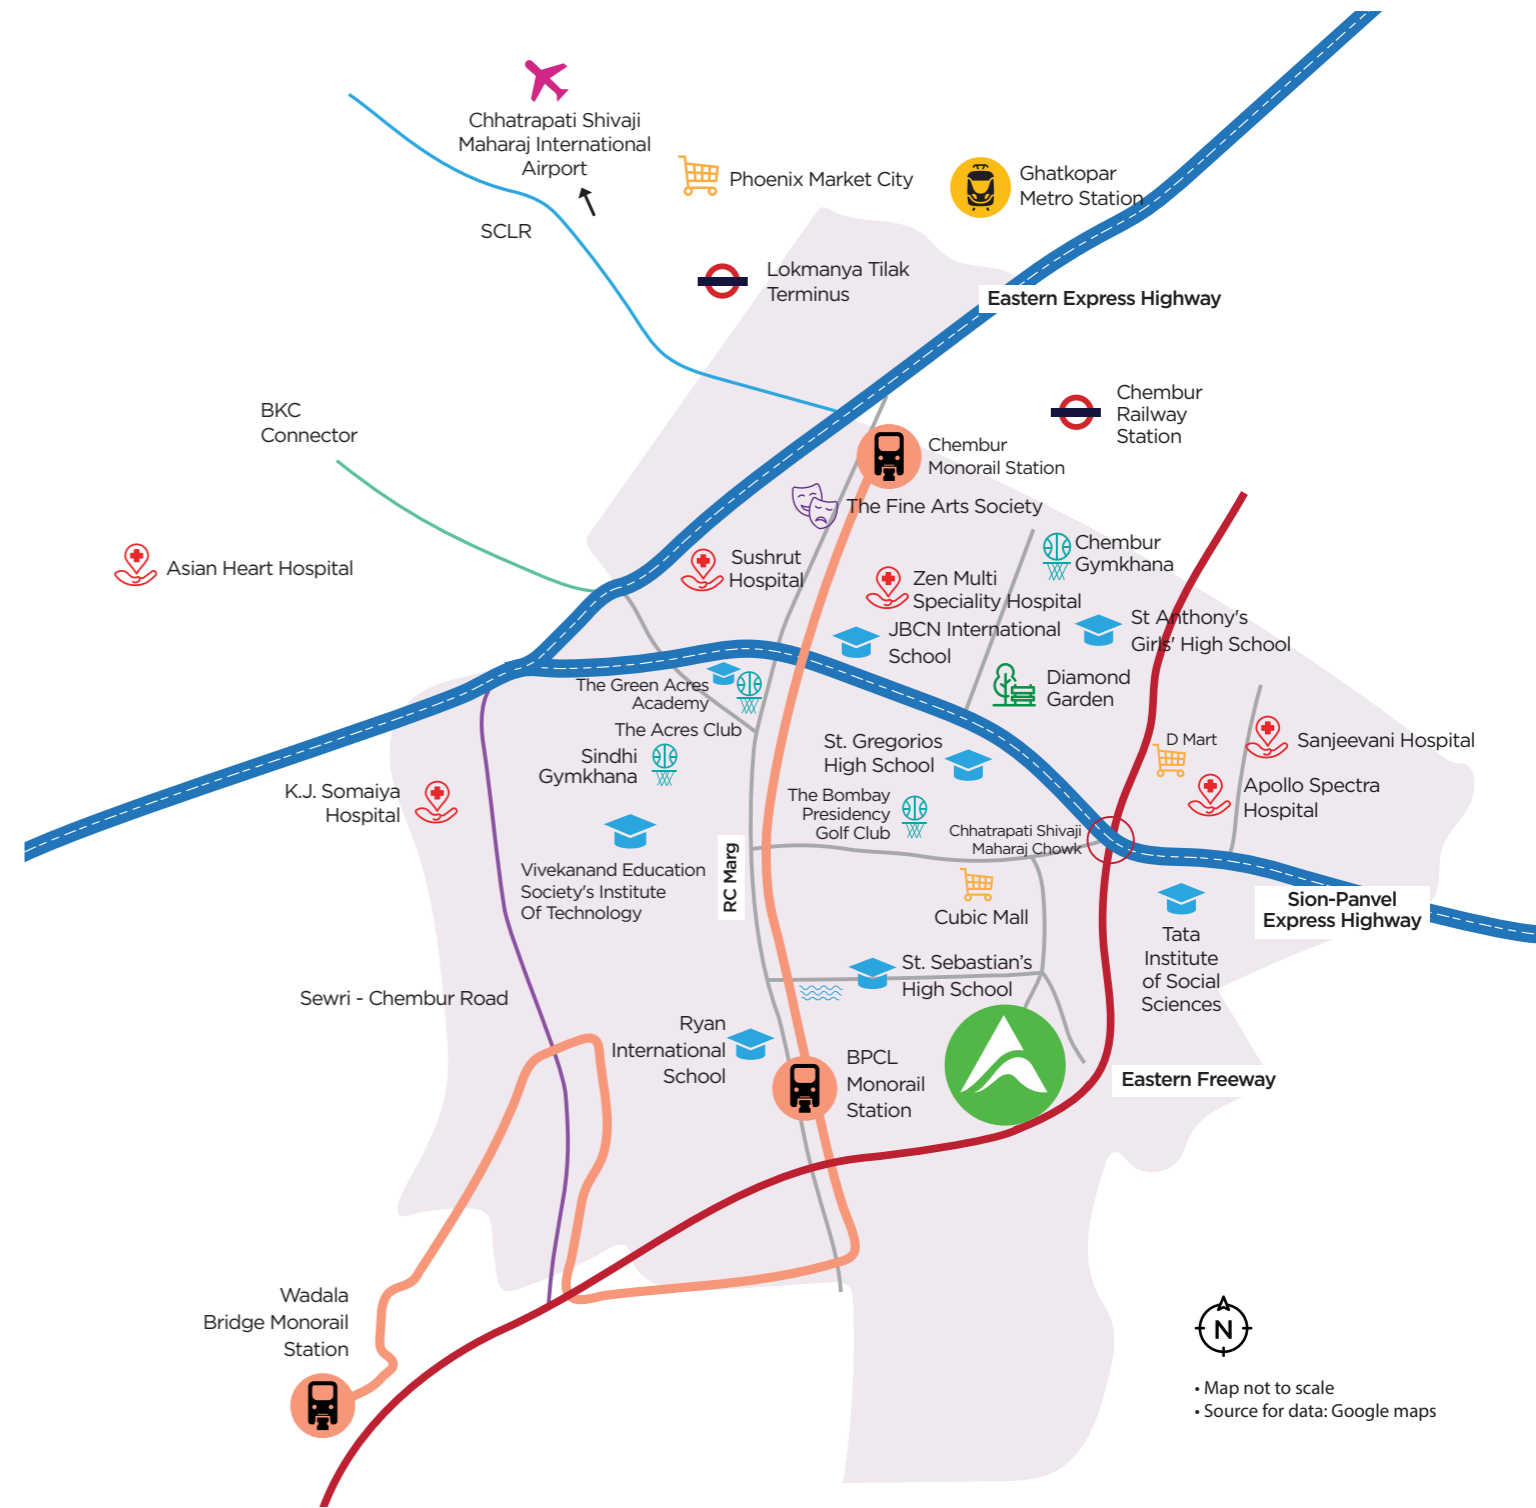 Chhatrapati Shivaji
Maharaj International
Airport
Phoenix Market City
Ghatkopar
Metro Station
SCLR
Lokmanya Tilak
Terminus
Eastern Express Highway
Chembur
Railway
Station
BKC
Connector
Chembur
Monorail Station
The Fine Arts Society
Chembur
Gymkhana
Asian Heart Hospital
Sushrut
Hospital
Zen Multi
Speciality Hospital
JBCN International
School
St Anthony's
Girls' High School
The Green Acres
Academy
Diamond
Garden
The Acres Club
Sindhi
Gymkhana
St. Gregorios
High School
D Mart
Sanjeevani Hospital
K.J. Somaiya
Hospital
The Bombay
Presidency
Golf Club
Apollo Spectra
Hospital
Chhatrapati Shivaji
Maharaj Chowk
Vivekanand Education
Society's Institute
Of Technology
RC Marg
Cubic Mall
Sion-Panvel
Express Highway
Tata
Institute
of Social
Sciences
St. Sebastian’s
High School
Sewri - Chembur Road
Ryan
International
School
BPCL
Monorail
Station
Eastern Freeway
Wadala
Bridge Monorail
Station
N
• Map not to scale
• Source for data: Google maps